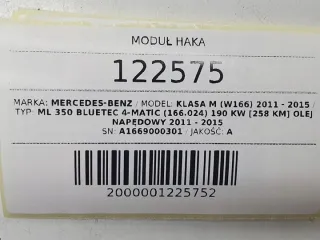 MODUŁ HAKA
122575
MARKA: MERCEDES-BENZ / MODEL: KLASA M (W166) 2011 - 2015 /
TYP: ML 350 BLUETEC 4-MATIC (166.024) 190 KW [258 KM] OLEJ
NAPĘDOWY 2011 - 2015
SN: A1669000301 / JAKOŚĆ: A
2000001225752